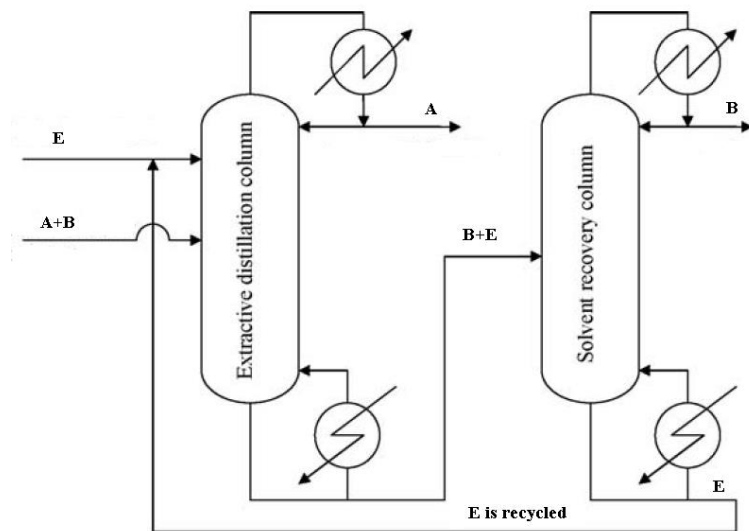 A
B
E
A+B
B+E
Extractive distillation column
Solvent recovery column
E
E is recycled